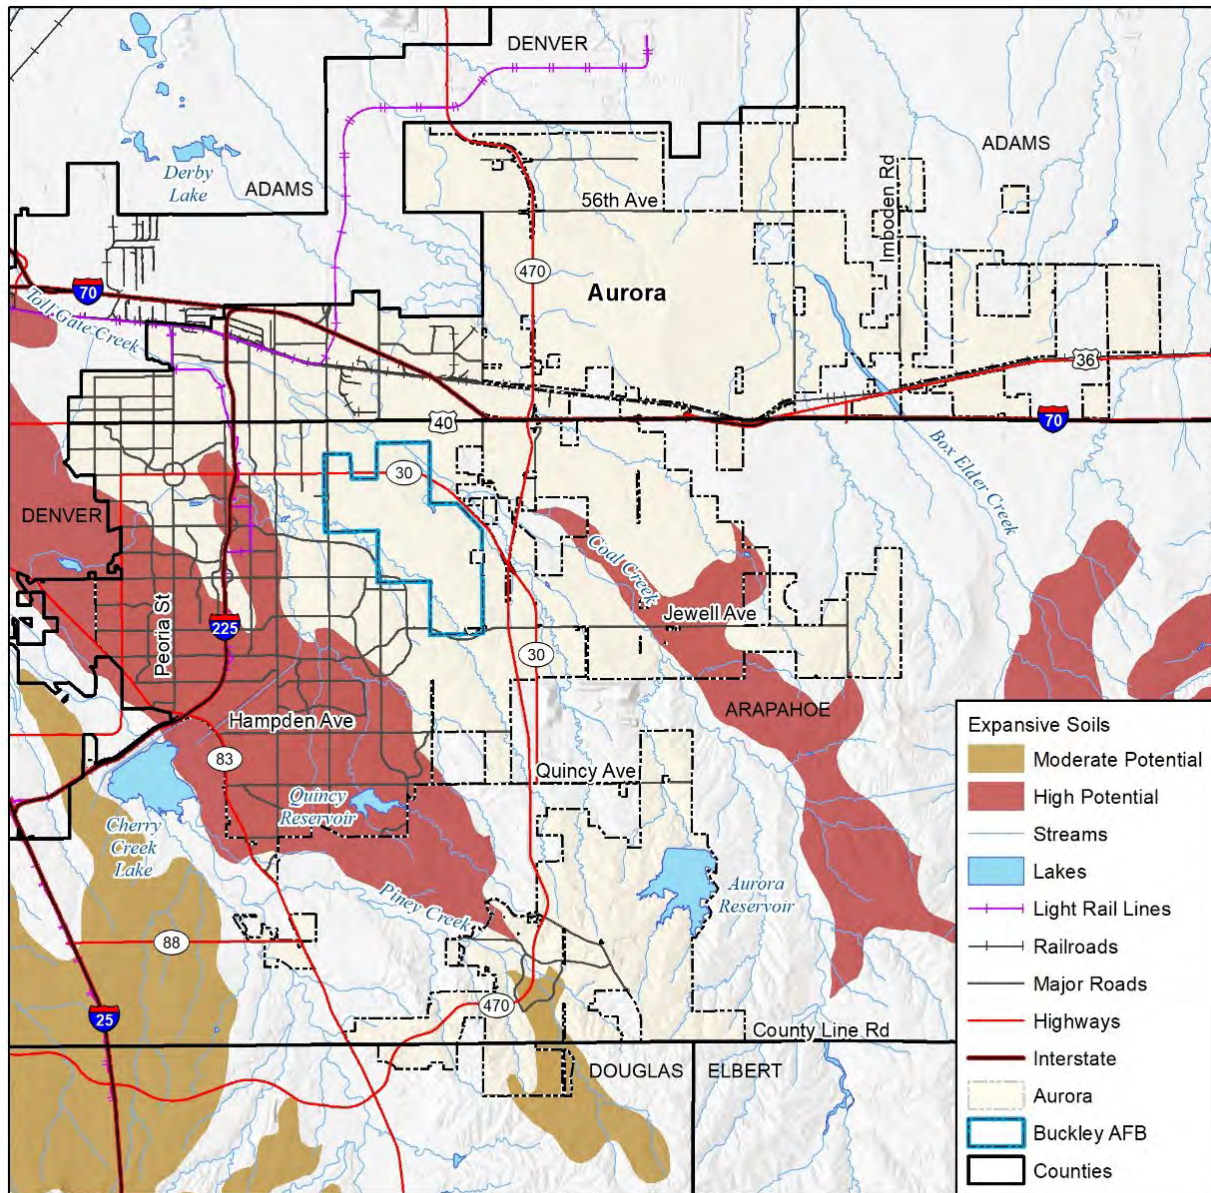 DENVER
Derby
Lake
ADAMS
ADAMS
56th Ave
Imboden Rd
470
Aurora
70
Toll Gate Creek
36
40
70
Box Elder Creek
30
DENVER
Coal Creek
Peoria St
225
Jewell Ave
30
ARAPAHOE
Hampden Ave
83
Quincy Ave
Quincy
Reservoir
Cherry
Creek
Lake
Piney Creek
Aurora
Reservoir
88
470
25
County Line Rd
DOUGLAS
ELBERT
Expansive Soils
Moderate Potential
High Potential
Streams
Lakes
Light Rail Lines
Railroads
Major Roads
Highways
Interstate
Aurora
Buckley AFB
Counties